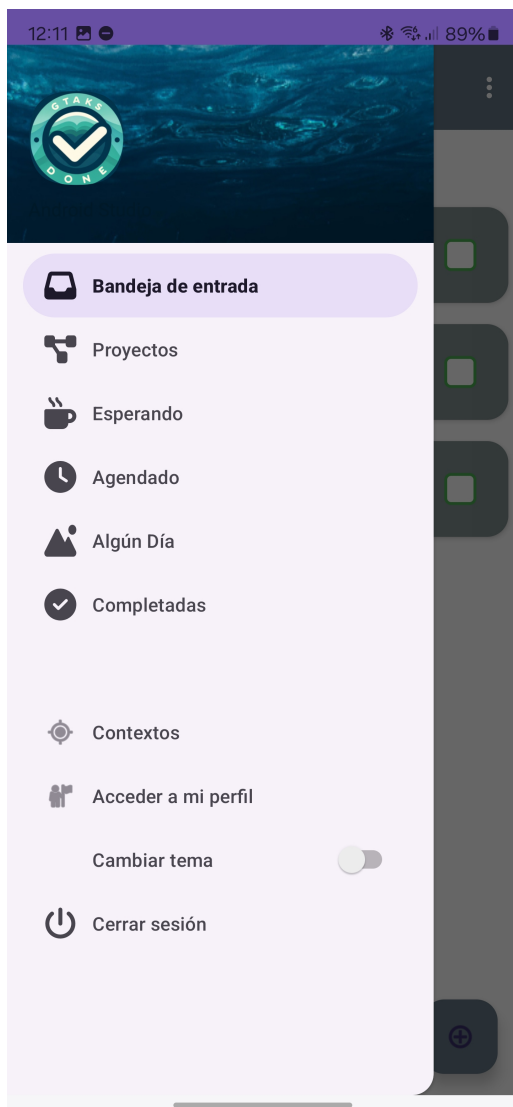 12:11
89%
GTAKS
DONE
Bandeja de entrada
Proyectos
Esperando
Agendado
Algún Día
Completadas
Contextos
Acceder a mi perfil
Cambiar tema
Cerrar sesión